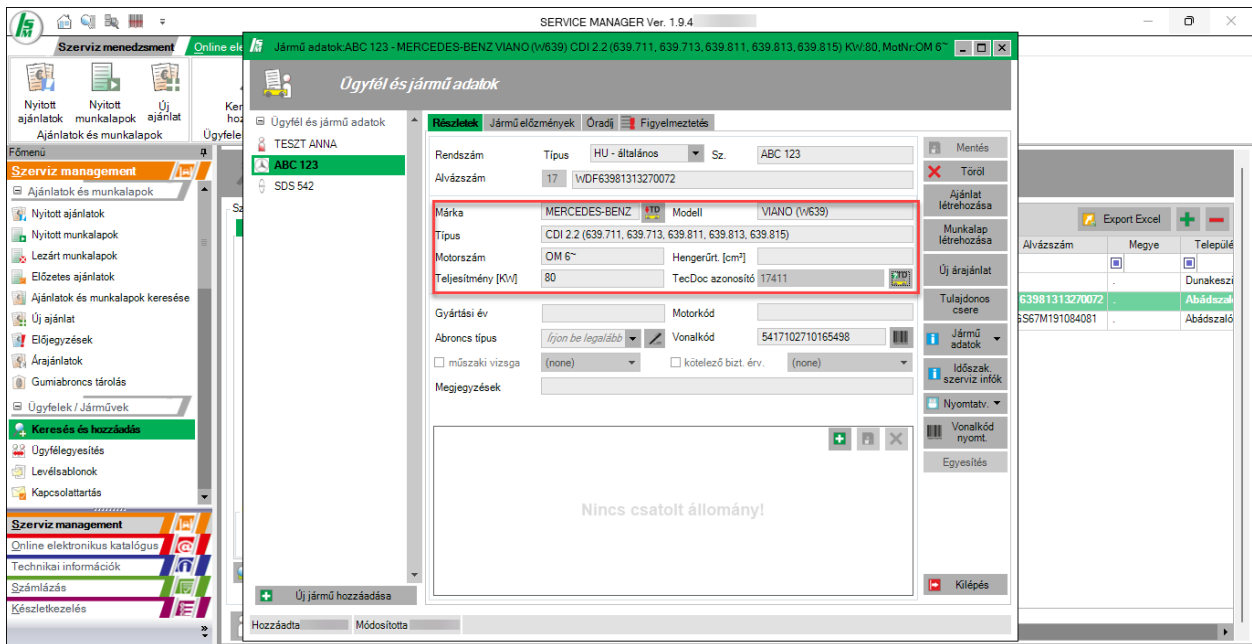 SERVICE MANAGER Ver. 1.9.4
Szerviz menedzsment
Online ele
Nyitott ajánlatok
Nyitott munkalapok
Új ajánlat
Ker
hoz
Ajánlatok és munkalapok
Ügyfele
Főmenü
Szerviz management
Ajánlatok és munkalapok
Nyitott ajánlatok
Nyitott munkalapok
Lezárt munkalapok
Előzetes ajánlatok
Ajánlatok és munkalapok keresése
Új ajánlat
Előjegyzések
Árajánlatok
Gumiabroncs tárolás
Ügyfelek / Járművek
Keresés és hozzáadás
Ügyfélegyesítés
Levélsablonok
Kapcsolattartás
Szerviz management
Online elektronikus katalógus
Technikai információk
Számlázás
Készletkezelés
Sz
Jármű adatok:ABC 123 - MERCEDES-BENZ VIANO (W639) CDI 2.2 (639.711, 639.713, 639.811, 639.813, 639.815) KW:80, MotNr:OM 6~
Ügyfél és jármű adatok
Ügyfél és jármű adatok
TESZT ANNA
ABC 123
SDS 542
Új jármű hozzáadása
Részletek Jármű előzmények Óradíj Figyelmeztetés
Rendszám Típus HU - általános Sz. ABC 123
Alvázszám 17 WDF63981313270072
Márka MERCEDES-BENZ TD Modell VIANO (W639)
Típus CDI 2.2 (639.711, 639.713, 639.811, 639.813, 639.815)
Motorszám OM 6~ Hengerűrt. [cm³]
Teljesítmény [KW] 80 TecDoc azonosító 17411 TD
Gyártási év Motorkód
Abroncs típus Írjon be legalább Vonalkód 5417102710165498
műszaki vizsga (none) kötelező bizt. érv. (none)
Megjegyzések
Nincs csatolt állomány!
Mentés
Töröl
Ajánlat
létrehozása
Munkalap
létrehozása
Új árajánlat
Tulajdonos
csere
Jármű
adatok
Időszak.
szerviz infók
Nyomtatv.
Vonalkód
nyomt.
Egyesítés
Kilépés
Hozzáadta Módosította
Export Excel
Alvázszám Megye Települé
. Dunakeszi
63981313270072 . Abádszal
GS67M191084081 . Abádszaló